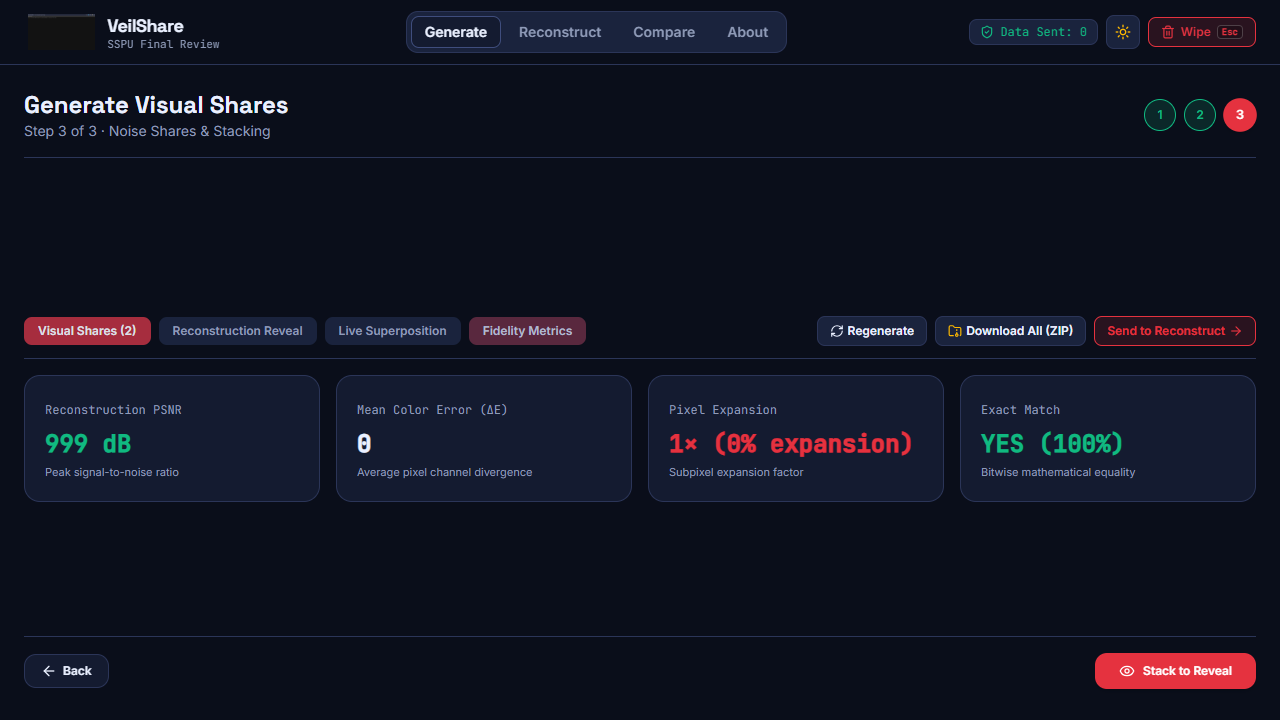 VeilShare
SSPU Final Review
Generate
Reconstruct
Compare
About
Data Sent: 0
Wipe Esc
Generate Visual Shares
Step 3 of 3 · Noise Shares & Stacking
1
2
3
Visual Shares (2)
Reconstruction Reveal
Live Superposition
Fidelity Metrics
Regenerate
Download All (ZIP)
Send to Reconstruct →
Reconstruction PSNR
999 dB
Peak signal-to-noise ratio
Mean Color Error (ΔE)
0
Average pixel channel divergence
Pixel Expansion
1× (0% expansion)
Subpixel expansion factor
Exact Match
YES (100%)
Bitwise mathematical equality
← Back
Stack to Reveal